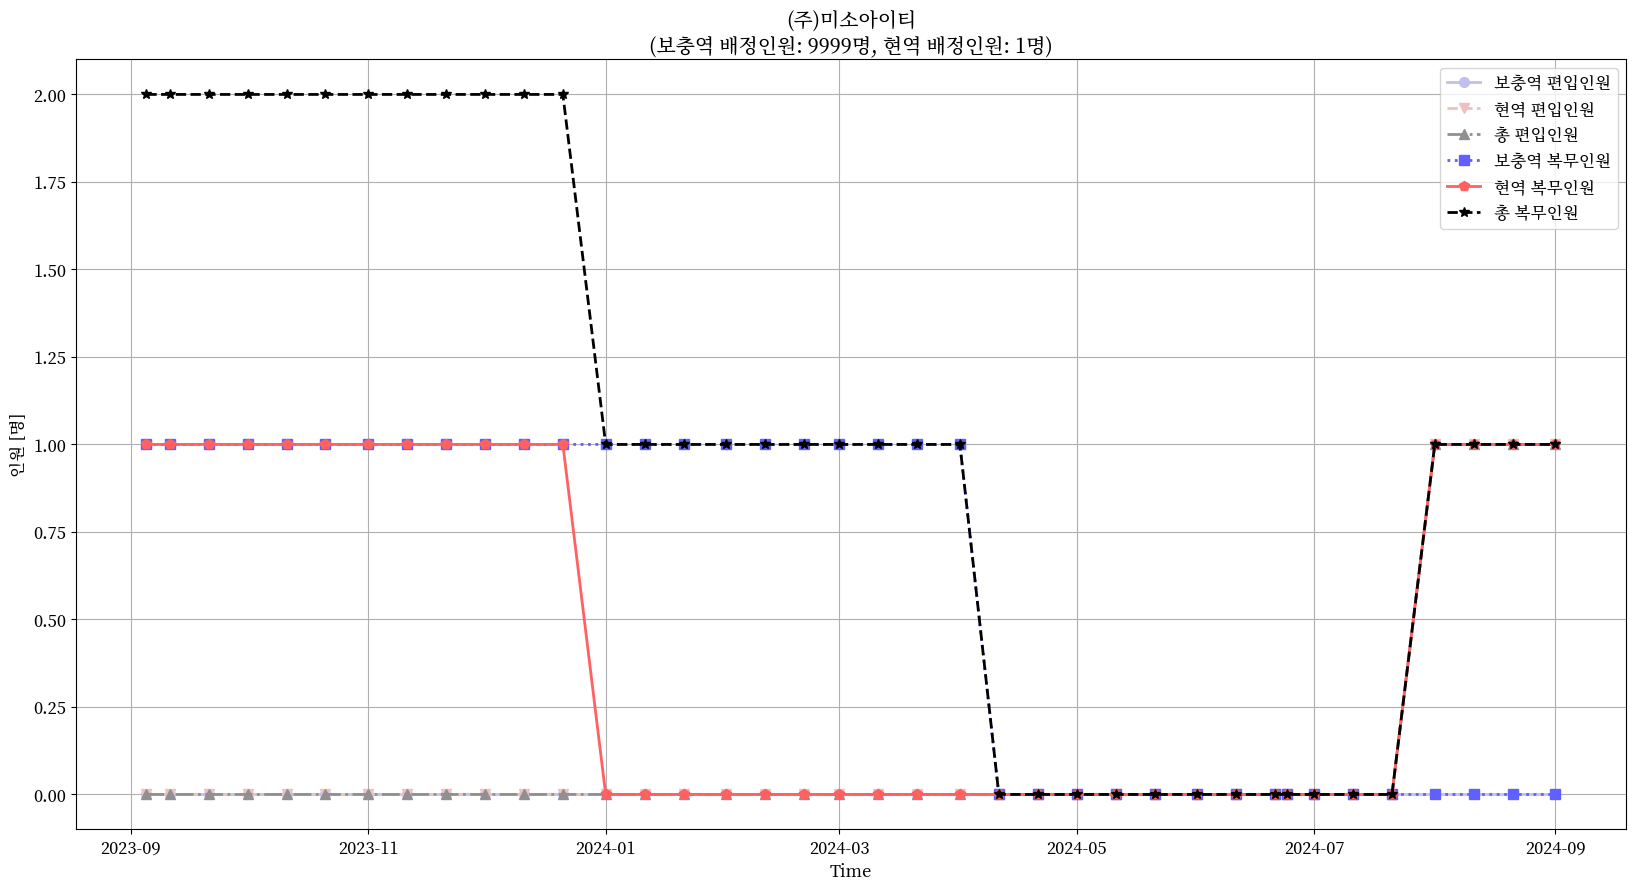 (주)미소아이티
(보충역 배정인원: 9999명, 현역 배정인원: 1명)
보충역 편입인원
현역 편입인원
총 편입인원
보충역 복무인원
현역 복무인원
총 복무인원
인원 [명]
2.00
1.75
1.50
1.25
1.00
0.75
0.50
0.25
0.00
2023-09
2023-11
2024-01
2024-03
2024-05
2024-07
2024-09
Time